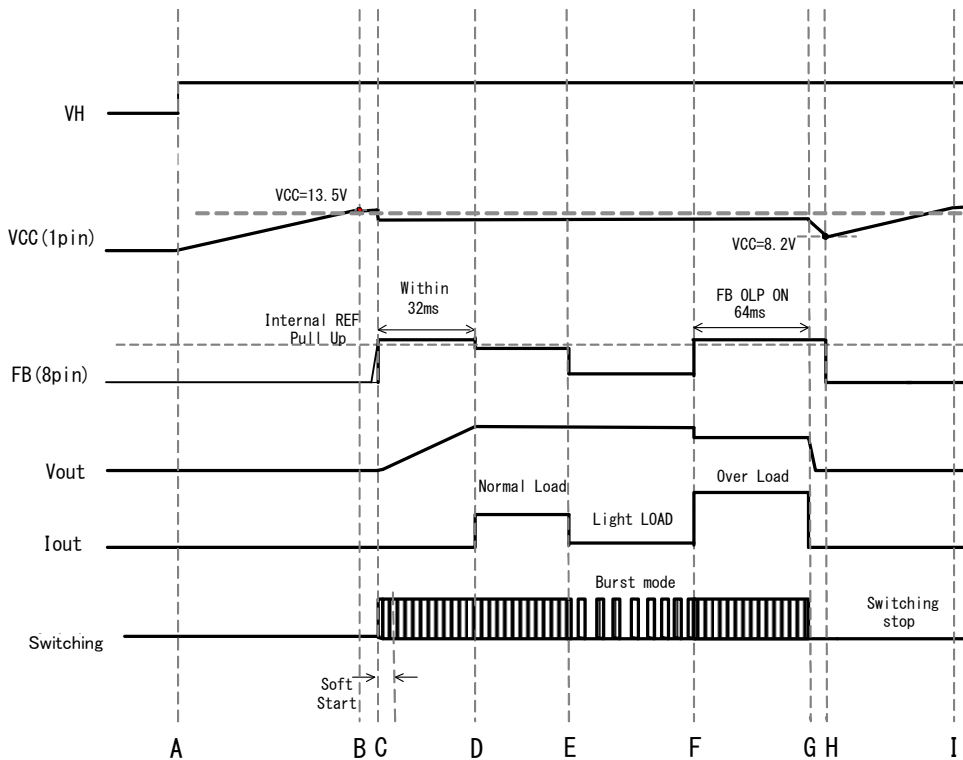 VH
VCC=13.5V
VCC(1pin)
VCC=8.2V
Within
32ms
FB OLP ON
64ms
Internal REF
Pull Up
FB(8pin)
Vout
Normal Load
Over Load
Light LOAD
Iout
Burst mode
Switching
stop
Switching
Soft
Start
A B C D E F G H I